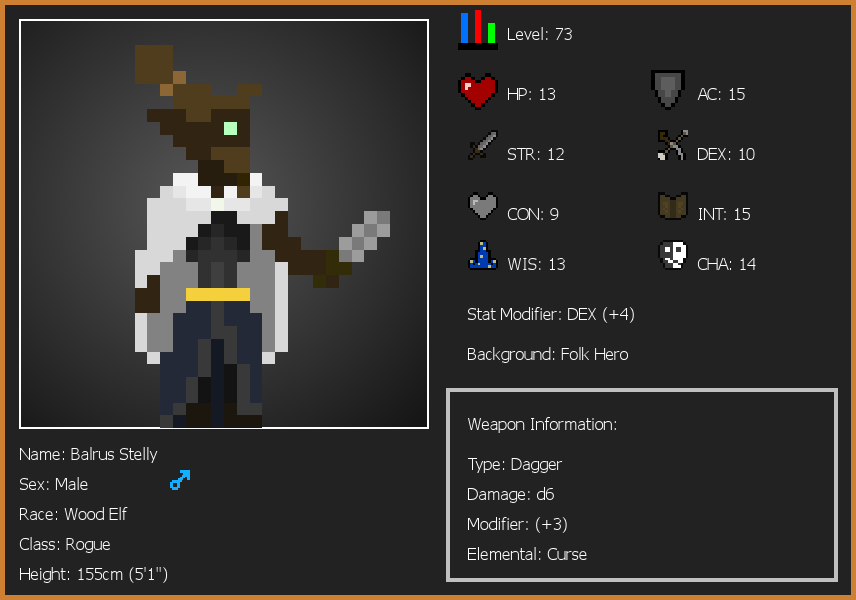 Level: 73
HP: 13
AC: 15
STR: 12
DEX: 10
CON: 9
INT: 15
WIS: 13
CHA: 14
Stat Modifier: DEX (+4)
Background: Folk Hero
Weapon Information:
Type: Dagger
Damage: d6
Modifier: (+3)
Elemental: Curse
Name: Balrus Stelly
Sex: Male
Race: Wood Elf
Class: Rogue
Height: 155cm (5'1")